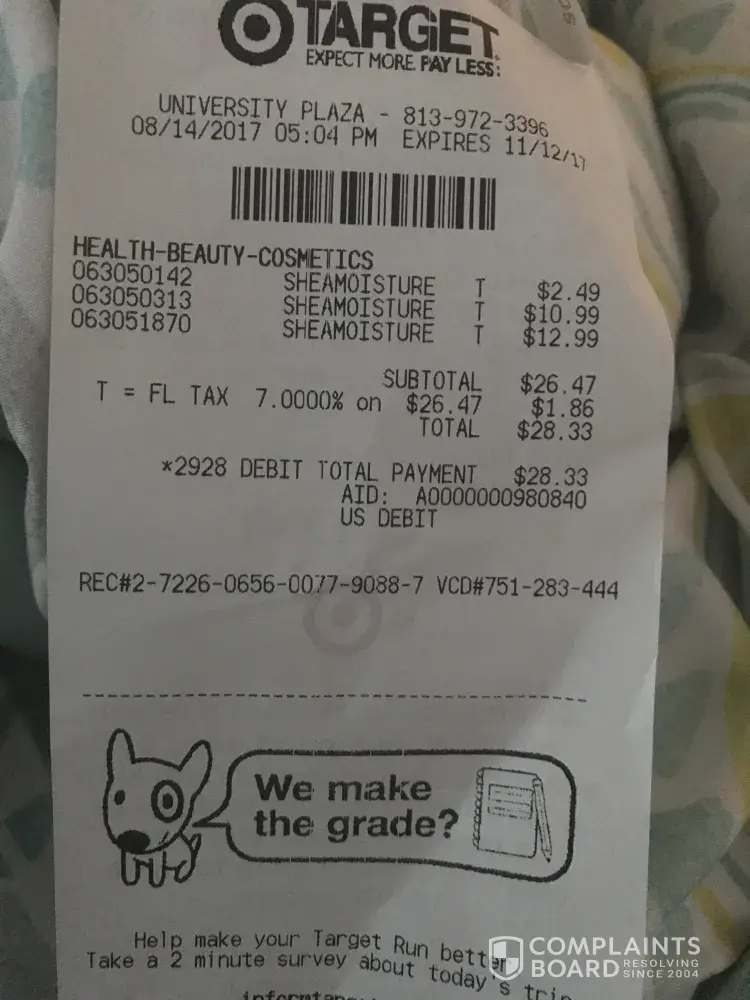 TARGET
EXPECT MORE. PAY LESS.
UNIVERSITY PLAZA - 813-972-3396
08/14/2017 05:04 PM EXPIRES 11/12/17
HEALTH-BEAUTY-COSMETICS
063050142 SHEAMOISTURE T $2.49
063050313 SHEAMOISTURE T $10.99
063051870 SHEAMOISTURE T $12.99
SUBTOTAL $26.47
T = FL TAX 7.0000% on $26.47 $1.86
TOTAL $28.33
*2928 DEBIT TOTAL PAYMENT $28.33
AID: A0000000980840
US DEBIT
REC#2-7226-0656-0077-9088-7 VCD#751-283-444
We make
the grade?
Help make your Target Run better
Take a 2 minute survey about today's trip
COMPLAINTS
BOARD RESOLVING
SINCE 2004